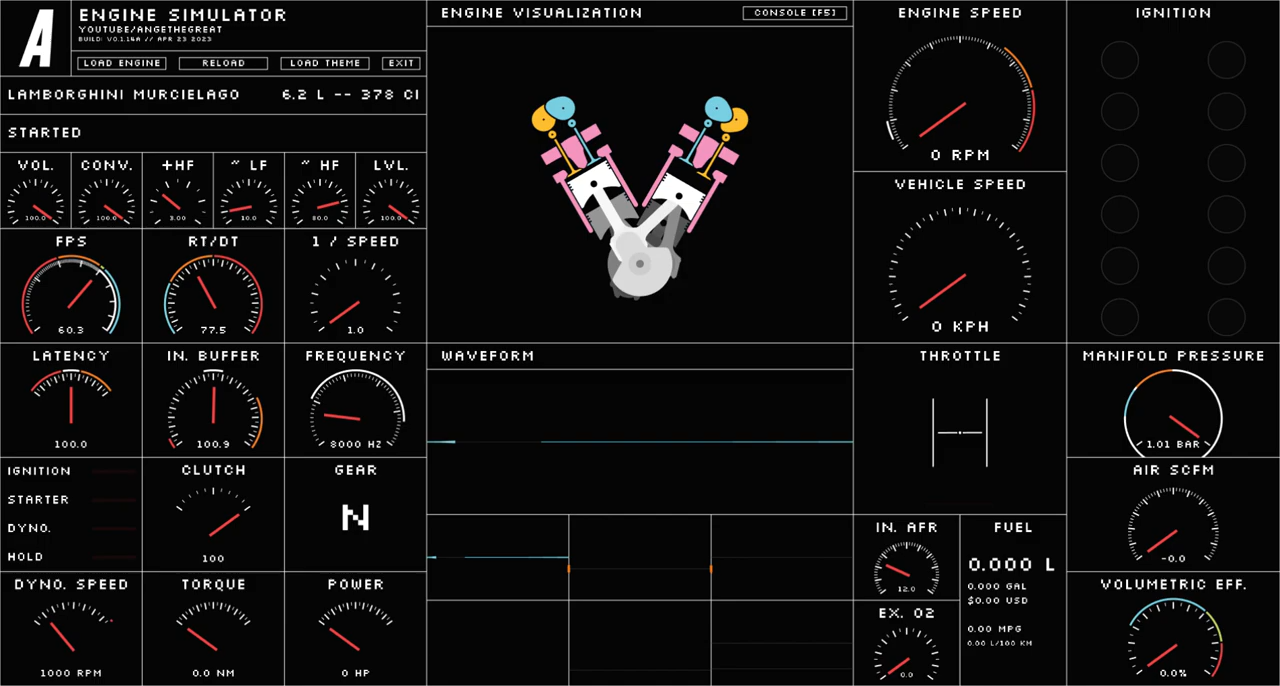 A
ENGINE SIMULATOR
YOUTUBE/ANGETHEGREAT
BUILD: V0.1.14A // APR 23 2023
LOAD ENGINE
RELOAD
LOAD THEME
EXIT
LAMBORGHINI MURCIELAGO
6.2 L -- 378 CI
STARTED
VOL.
100.0
CONV.
100.0
+HF
3.00
~ LF
10.0
~ HF
80.0
LVL.
100.0
FPS
60.3
RT/DT
77.5
1 / SPEED
1.0
LATENCY
100.0
IN. BUFFER
100.9
FREQUENCY
8000 HZ
IGNITION
STARTER
DYNO.
HOLD
CLUTCH
100
GEAR
N
DYNO. SPEED
1000 RPM
TORQUE
0.0 NM
POWER
0 HP
ENGINE VISUALIZATION
CONSOLE [F5]
WAVEFORM
ENGINE SPEED
0 RPM
VEHICLE SPEED
0 KPH
THROTTLE
IN. AFR
12.0
EX. O2
0.0
FUEL
0.000 L
0.000 GAL
$0.00 USD
0.00 MPG
0.00 L/100 KM
IGNITION
MANIFOLD PRESSURE
1.01 BAR
AIR SCFM
-0.0
VOLUMETRIC EFF.
0.0%